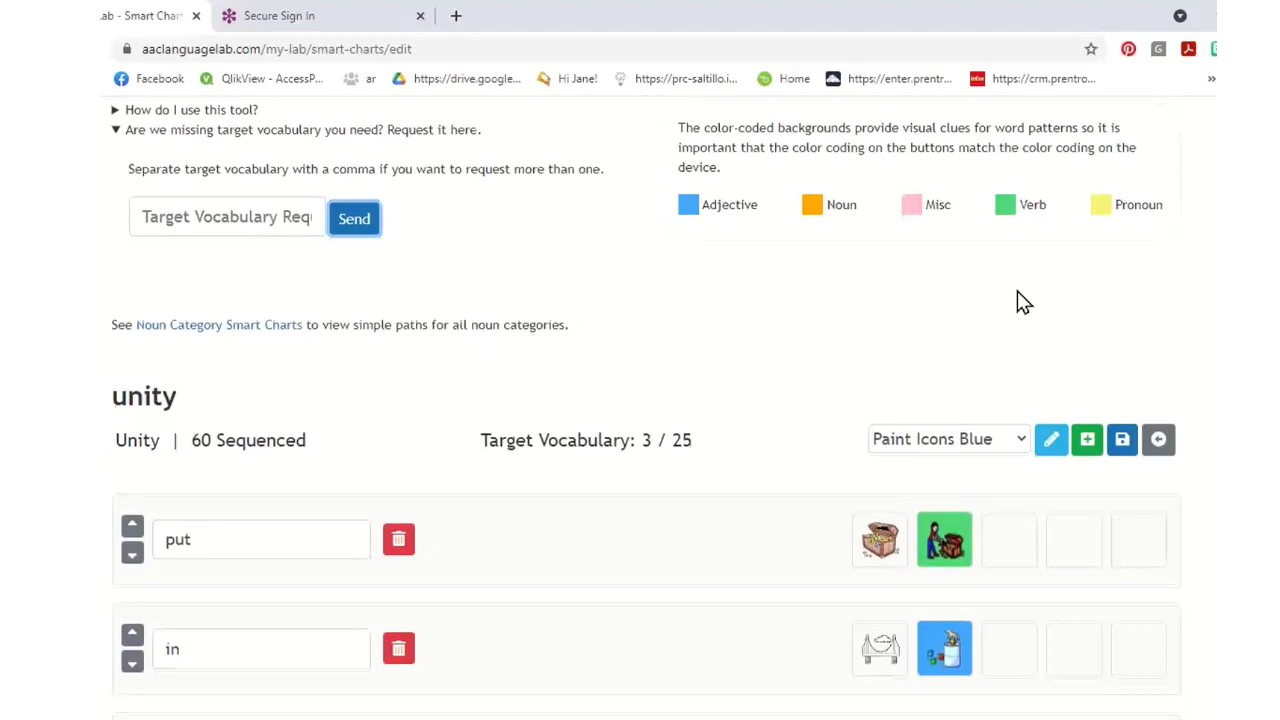 .ab - Smart Char
Secure Sign In
aaclanguagelab.com/my-lab/smart-charts/edit
Facebook
QlikView - AccessP...
ar
https://drive.google...
Hi Jane!
https://prc-saltillo.i...
Home
https://enter.prentr...
https://crm.prentro...
»
How do I use this tool?
Are we missing target vocabulary you need? Request it here.
Separate target vocabulary with a comma if you want to request more than one.
Target Vocabulary Req
Send
The color-coded backgrounds provide visual clues for word patterns so it is
important that the color coding on the buttons match the color coding on the
device.
Adjective
Noun
Misc
Verb
Pronoun
See Noun Category Smart Charts to view simple paths for all noun categories.
unity
Unity | 60 Sequenced
Target Vocabulary: 3 / 25
Paint Icons Blue
put
in